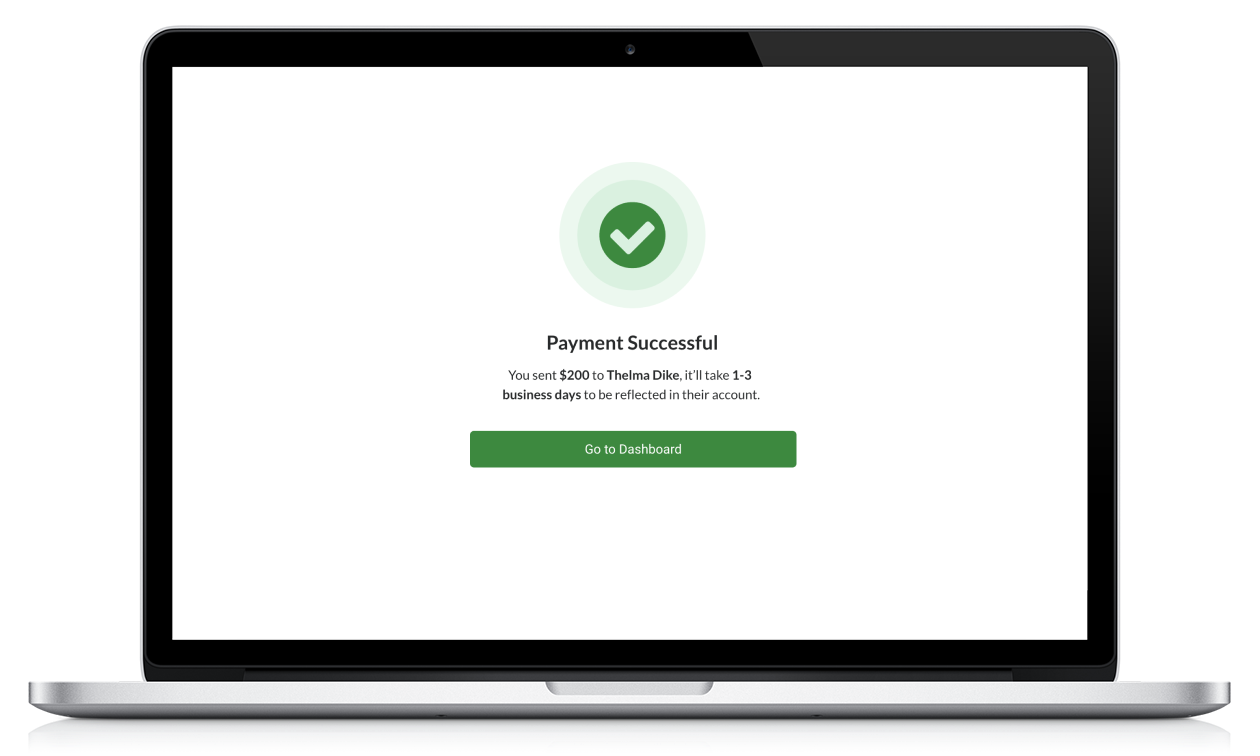 Payment Successful
You sent $200 to Thelma Dike, it'll take 1-3
business days to be reflected in their account.
Go to Dashboard